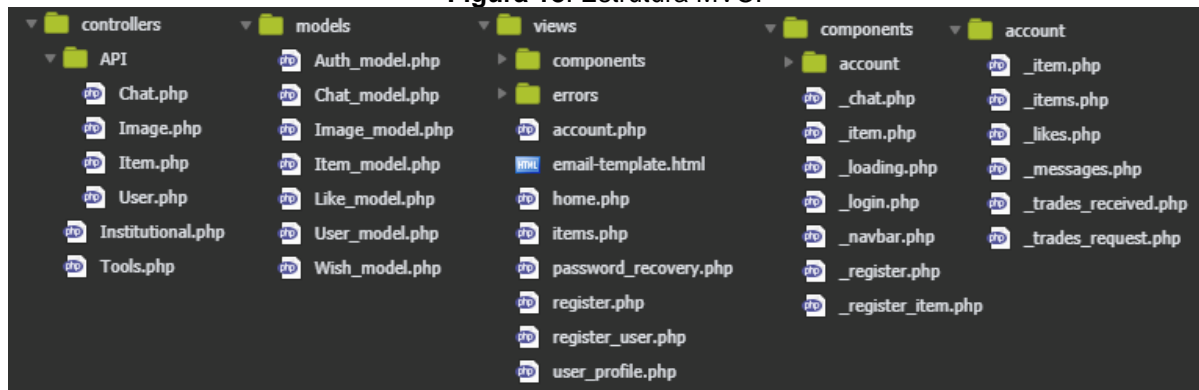 Estrutura MVC.
controllers
API
Chat.php
Image.php
Item.php
User.php
Institutional.php
Tools.php
models
Auth_model.php
Chat_model.php
Image_model.php
Item_model.php
Like_model.php
User_model.php
Wish_model.php
views
components
errors
account.php
email-template.html
home.php
items.php
password_recovery.php
register.php
register_user.php
user_profile.php
components
account
_chat.php
_item.php
_loading.php
_login.php
_navbar.php
_register.php
_register_item.php
account
_item.php
_items.php
_likes.php
_messages.php
_trades_received.php
_trades_request.php